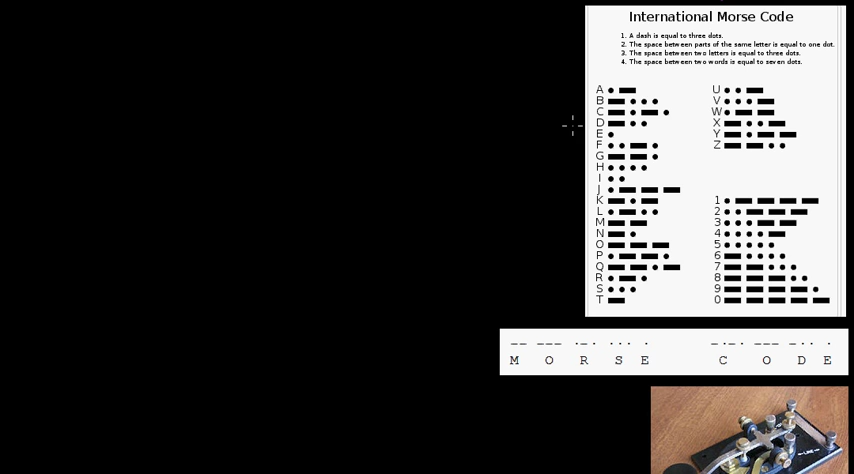 International Morse Code
1. A dash is equal to three dots.
2. The space between parts of the same letter is equal to one dot.
3. The space between two letters is equal to three dots.
4. The space between two words is equal to seven dots.
A
B
C
D
E
F
G
H
I
J
K
L
M
N
O
P
Q
R
S
T
U
V
W
X
Y
Z
1
2
3
4
5
6
7
8
9
0
-- --- .-. ... . -.-. --- -.. .
M O R S E C O D E
LINE